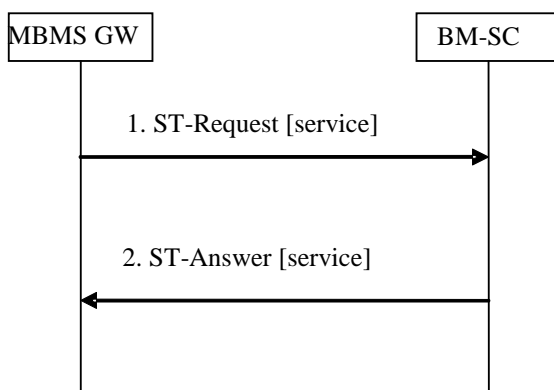 MBMS GW
BM-SC
1. ST-Request [service]
2. ST-Answer [service]